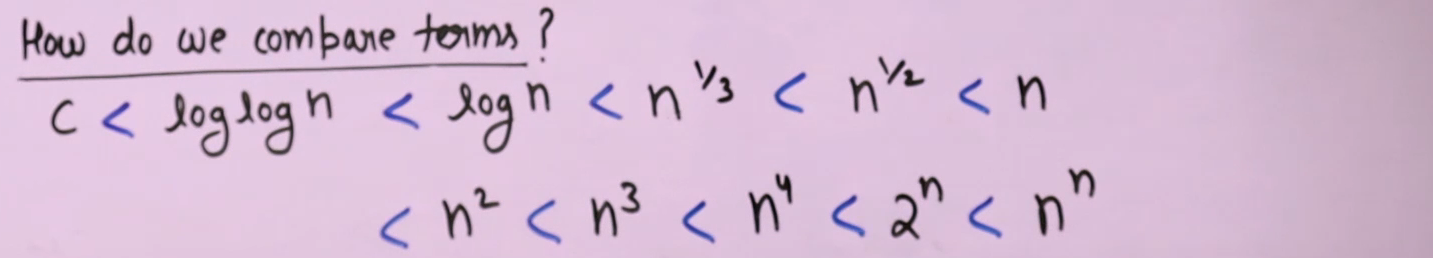 How do we compare terms?
C < log log n < log n < n^1/3 < n^1/2 < n
< n^2 < n^3 < n^4 < 2^n < n^n